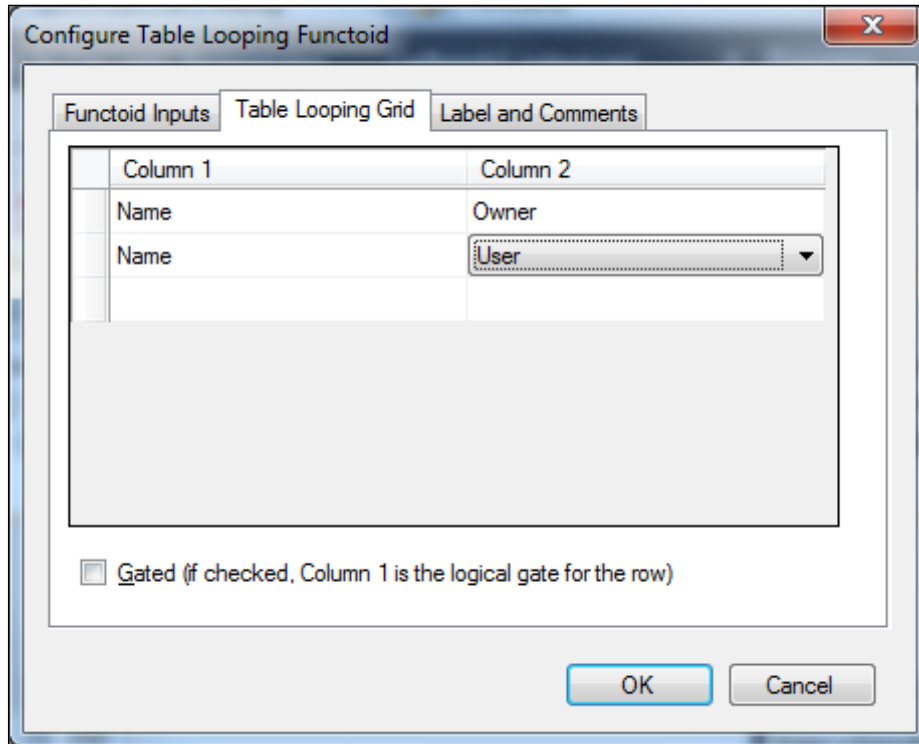 Configure Table Looping Functoid
Functoid Inputs Table Looping Grid Label and Comments
Column 1 Column 2
Name Owner
Name User
Gated (if checked, Column 1 is the logical gate for the row)
OK Cancel